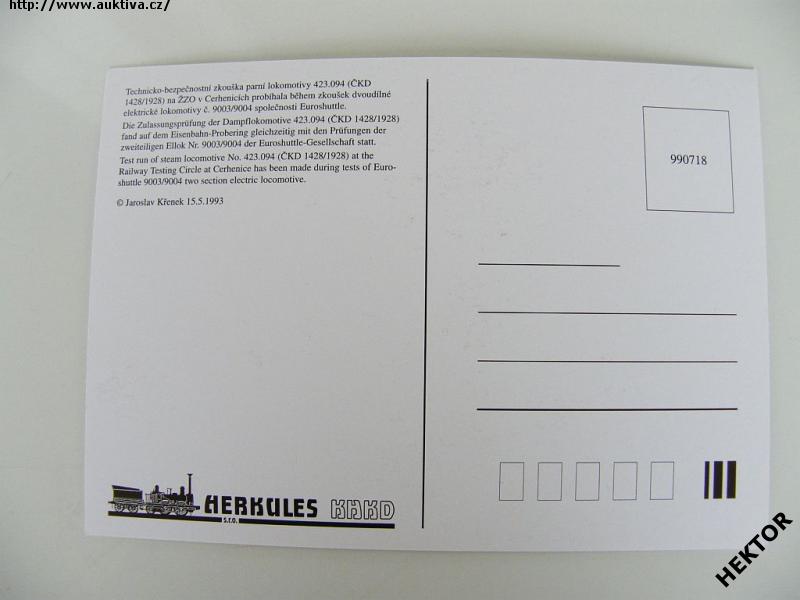 http://www.auktiva.cz/
Technicko-bezpečnostní zkouška parní lokomotivy 423.094 (ČKD
1428/1928) na ŽZO v Cerhenicích probíhala během zkoušek dvoudílné
elektrické lokomotivy č. 9003/9004 společnosti Euroshuttle.
Die Zulassungsprüfung der Dampflokomotive 423.094 (ČKD 1428/1928)
fand auf dem Eisenbahn-Probering gleichzeitig mit den Prüfungen der
zweiteiligen Ellok Nr. 9003/9004 der Euroshuttle-Gesellschaft statt.
Test run of steam locomotive No. 423.094 (ČKD 1428/1928) at the
Railway Testing Circle at Cerhenice has been made during tests of Euro-
shuttle 9003/9004 two section electric locomotive.
© Jaroslav Křenek 15.5.1993
990718
HERKULES KHKD
s.r.o.
HEKTOR